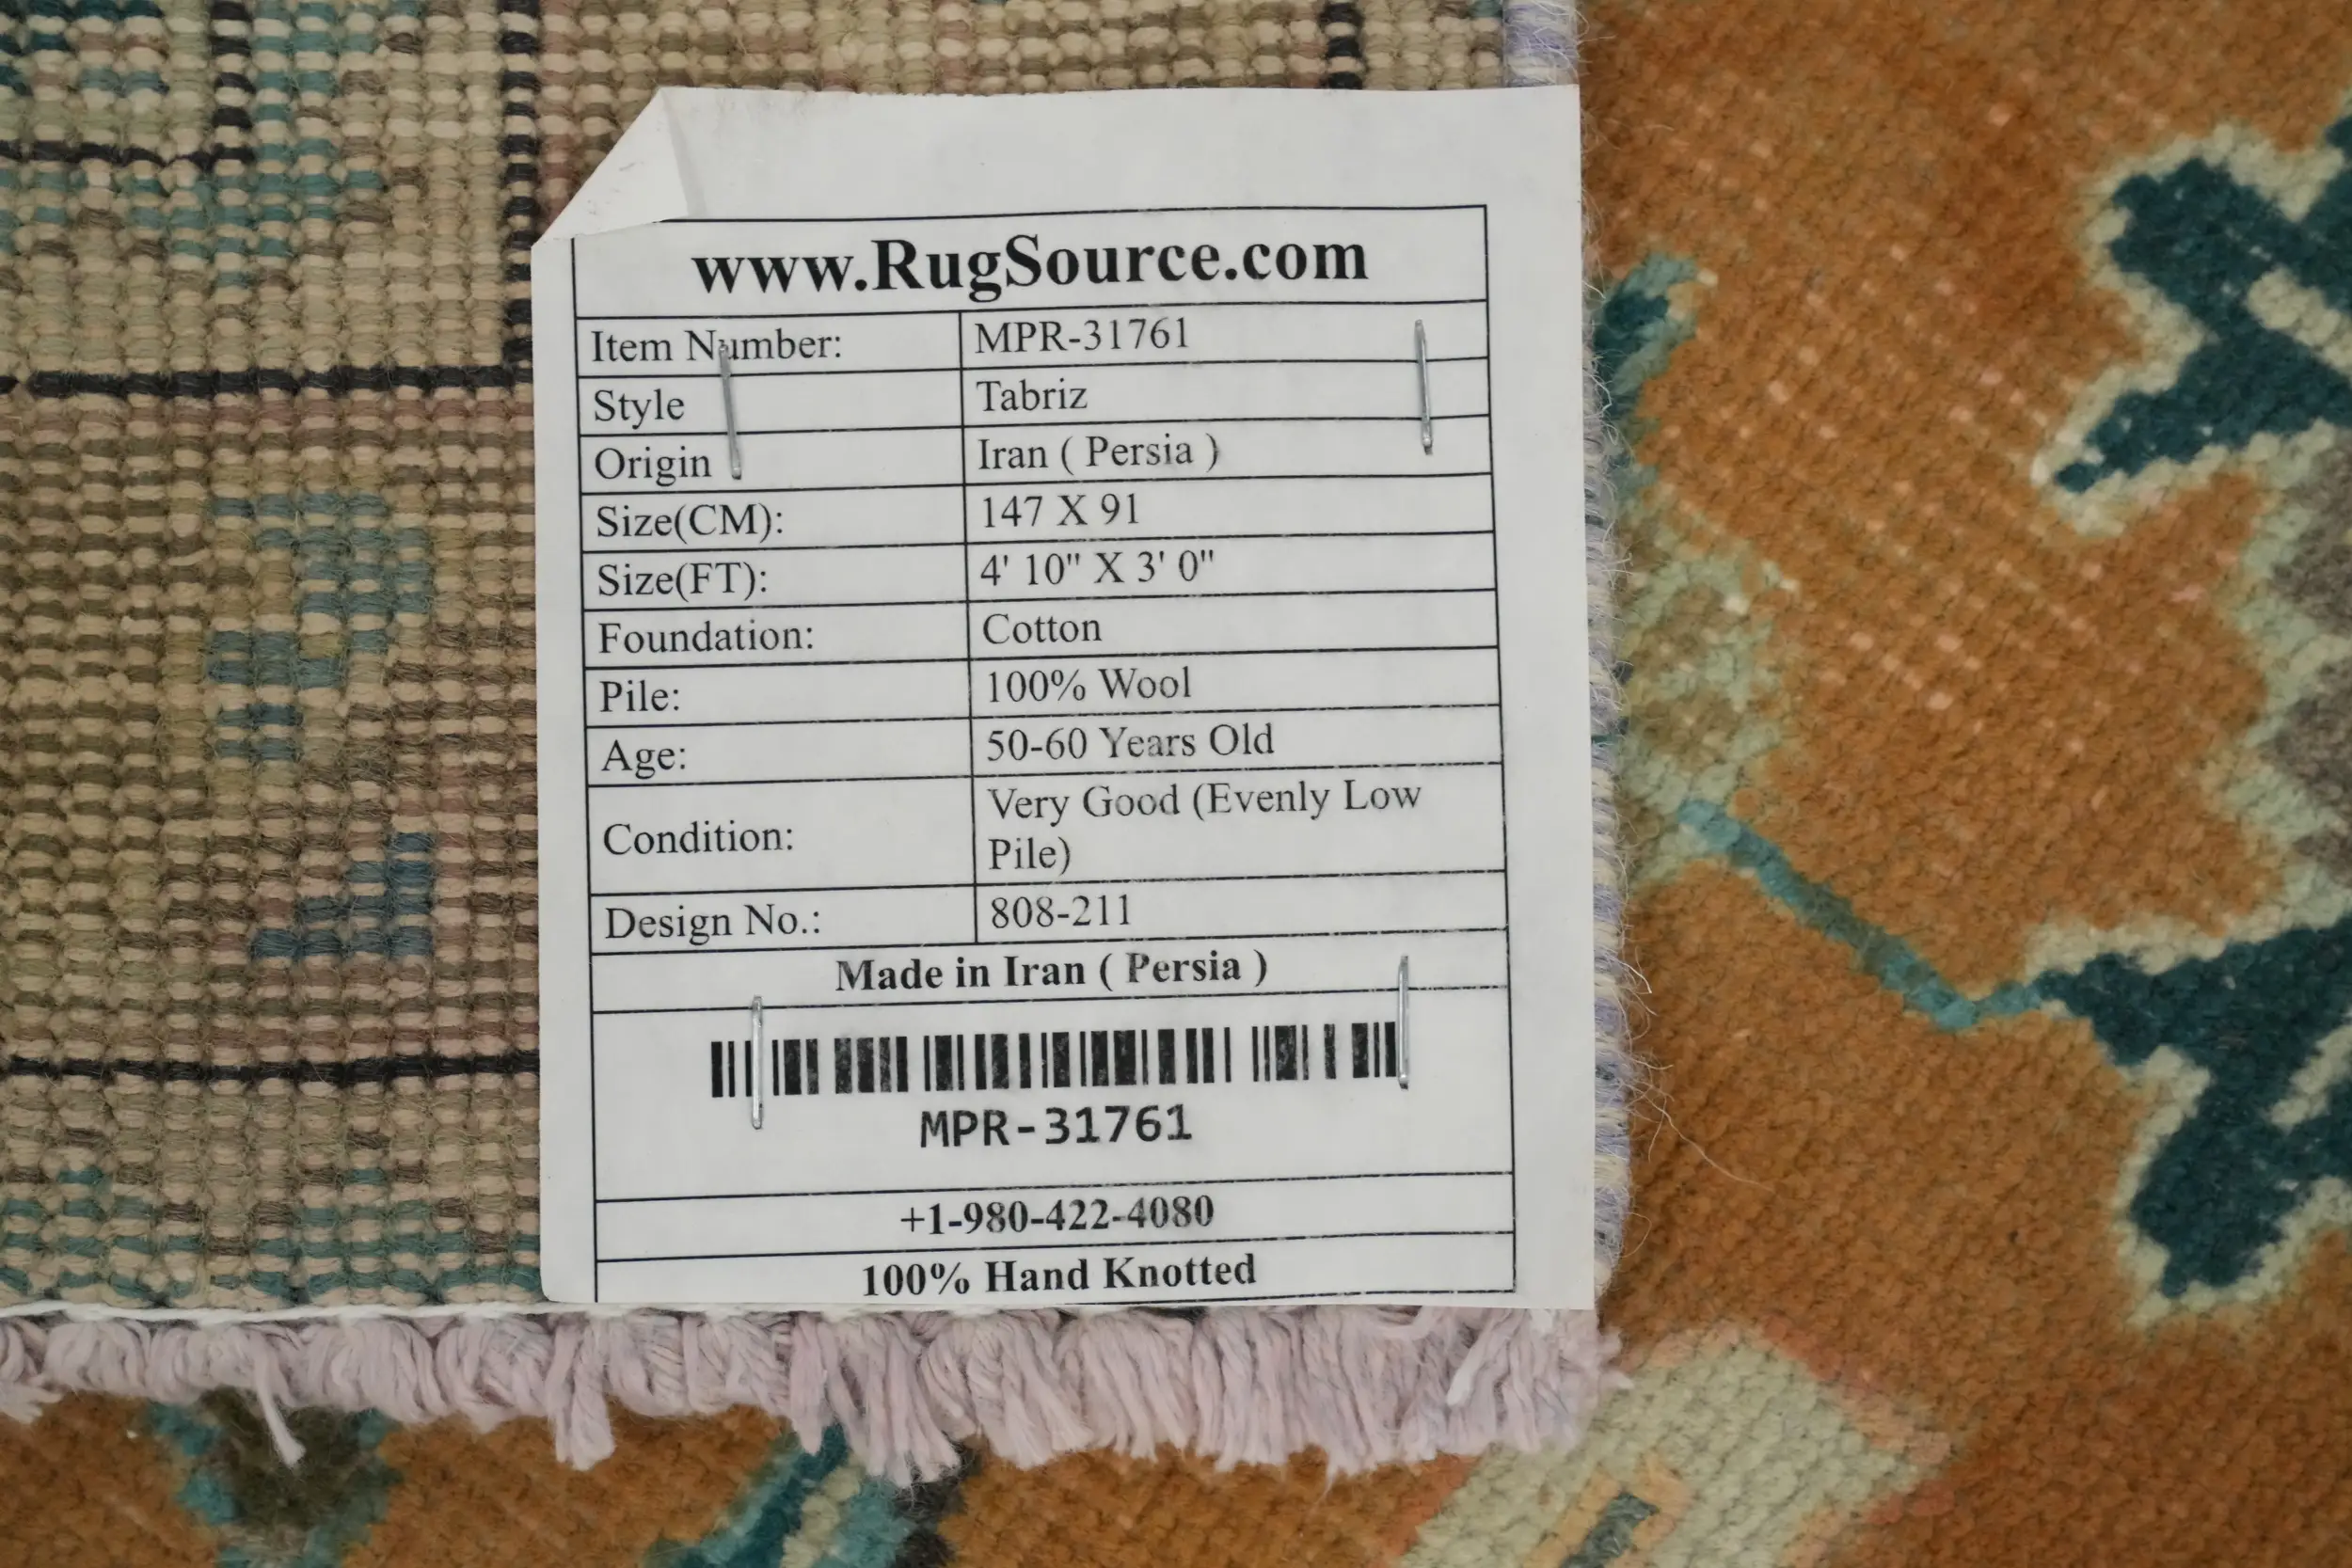 www.RugSource.com
Item Number: MPR-31761
Style Tabriz
Origin Iran ( Persia )
Size(CM): 147 X 91
Size(FT): 4' 10" X 3' 0"
Foundation: Cotton
Pile: 100% Wool
Age: 50-60 Years Old
Condition: Very Good (Evenly Low
Pile)
Design No.: 808-211
Made in Iran ( Persia )
MPR-31761
+1-980-422-4080
100% Hand Knotted